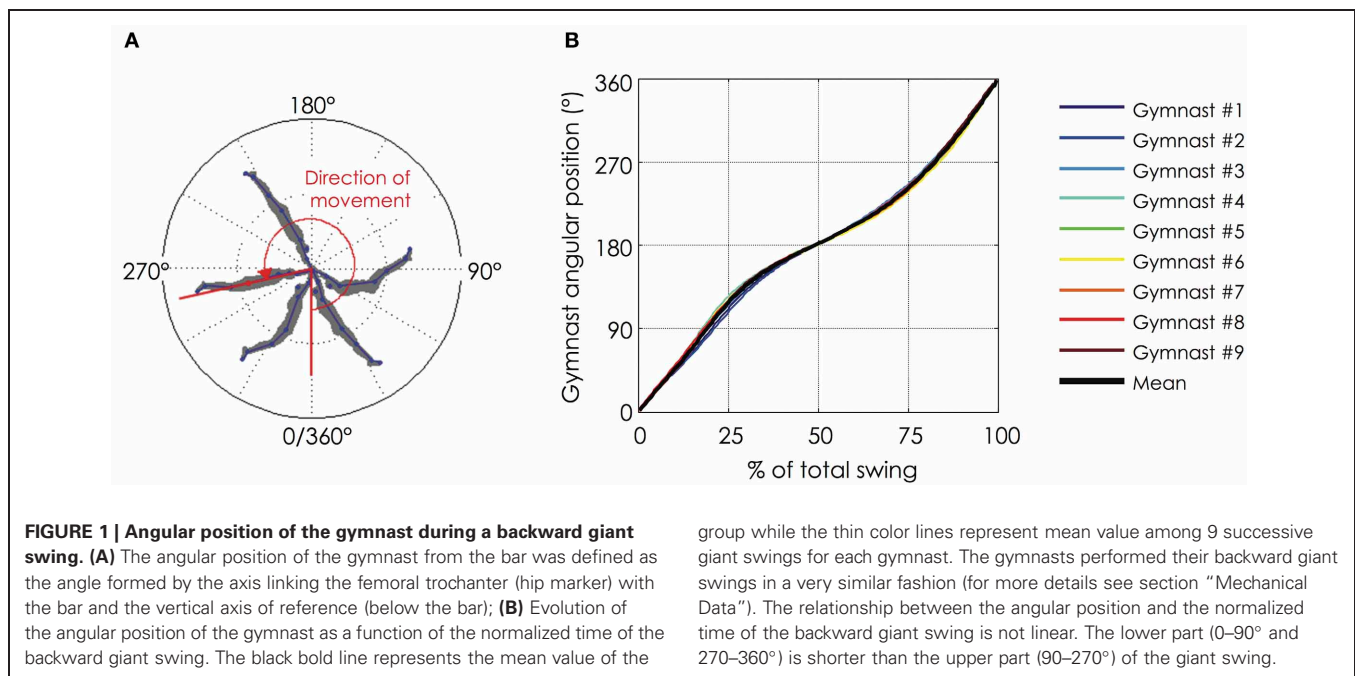 A
180°
Direction of
movement
270°
90°
0/360°
B
Gymnast angular position (°)
360
270
180
90
0
0
25
50
75
100
% of total swing
Gymnast #1
Gymnast #2
Gymnast #3
Gymnast #4
Gymnast #5
Gymnast #6
Gymnast #7
Gymnast #8
Gymnast #9
Mean
FIGURE 1 | Angular position of the gymnast during a backward giant
swing. (A) The angular position of the gymnast from the bar was defined as
the angle formed by the axis linking the femoral trochanter (hip marker) with
the bar and the vertical axis of reference (below the bar); (B) Evolution of
the angular position of the gymnast as a function of the normalized time of the
backward giant swing. The black bold line represents the mean value of the
group while the thin color lines represent mean value among 9 successive
giant swings for each gymnast. The gymnasts performed their backward giant
swings in a very similar fashion (for more details see section “Mechanical
Data”). The relationship between the angular position and the normalized
time of the backward giant swing is not linear. The lower part (0–90° and
270–360°) is shorter than the upper part (90–270°) of the giant swing.